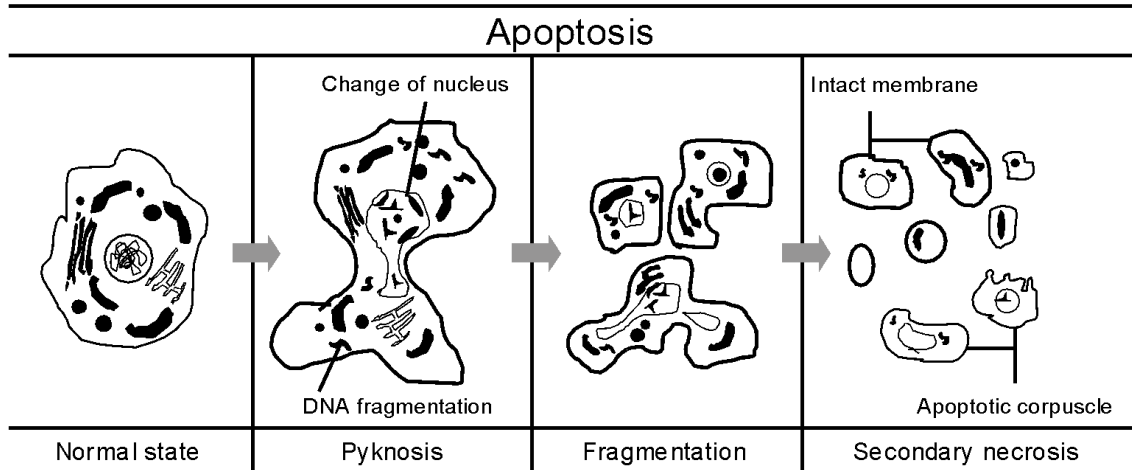 Apoptosis
Change of nucleus
Intact membrane
DNA fragmentation
Apoptotic corpuscle
Normal state
Pyknosis
Fragmentation
Secondary necrosis